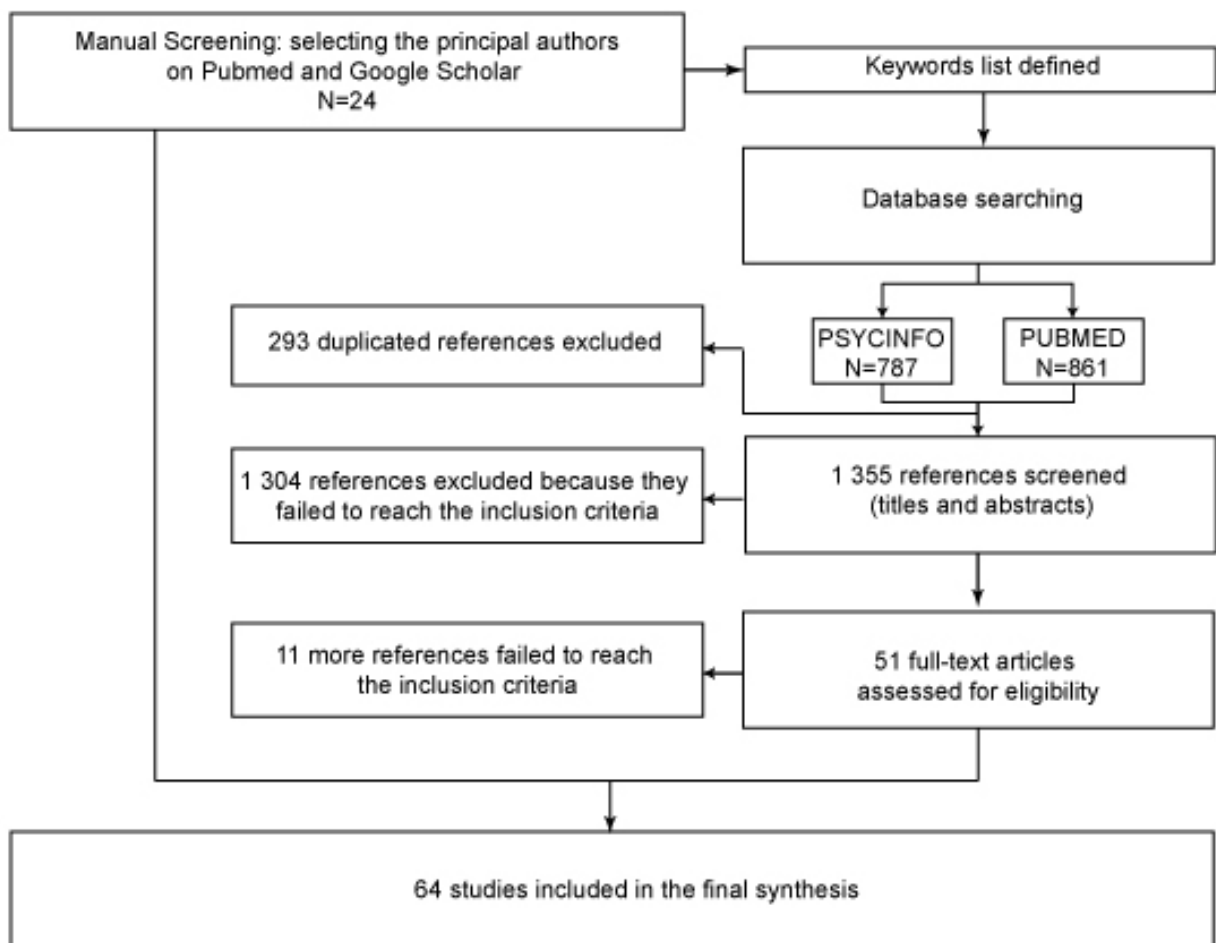 Manual Screening: selecting the principal authors
on Pubmed and Google Scholar
N=24
Keywords list defined
Database searching
PSYCINFO
N=787
PUBMED
N=861
293 duplicated references excluded
1 355 references screened
(titles and abstracts)
1 304 references excluded because they
failed to reach the inclusion criteria
51 full-text articles
assessed for eligibility
11 more references failed to reach
the inclusion criteria
64 studies included in the final synthesis